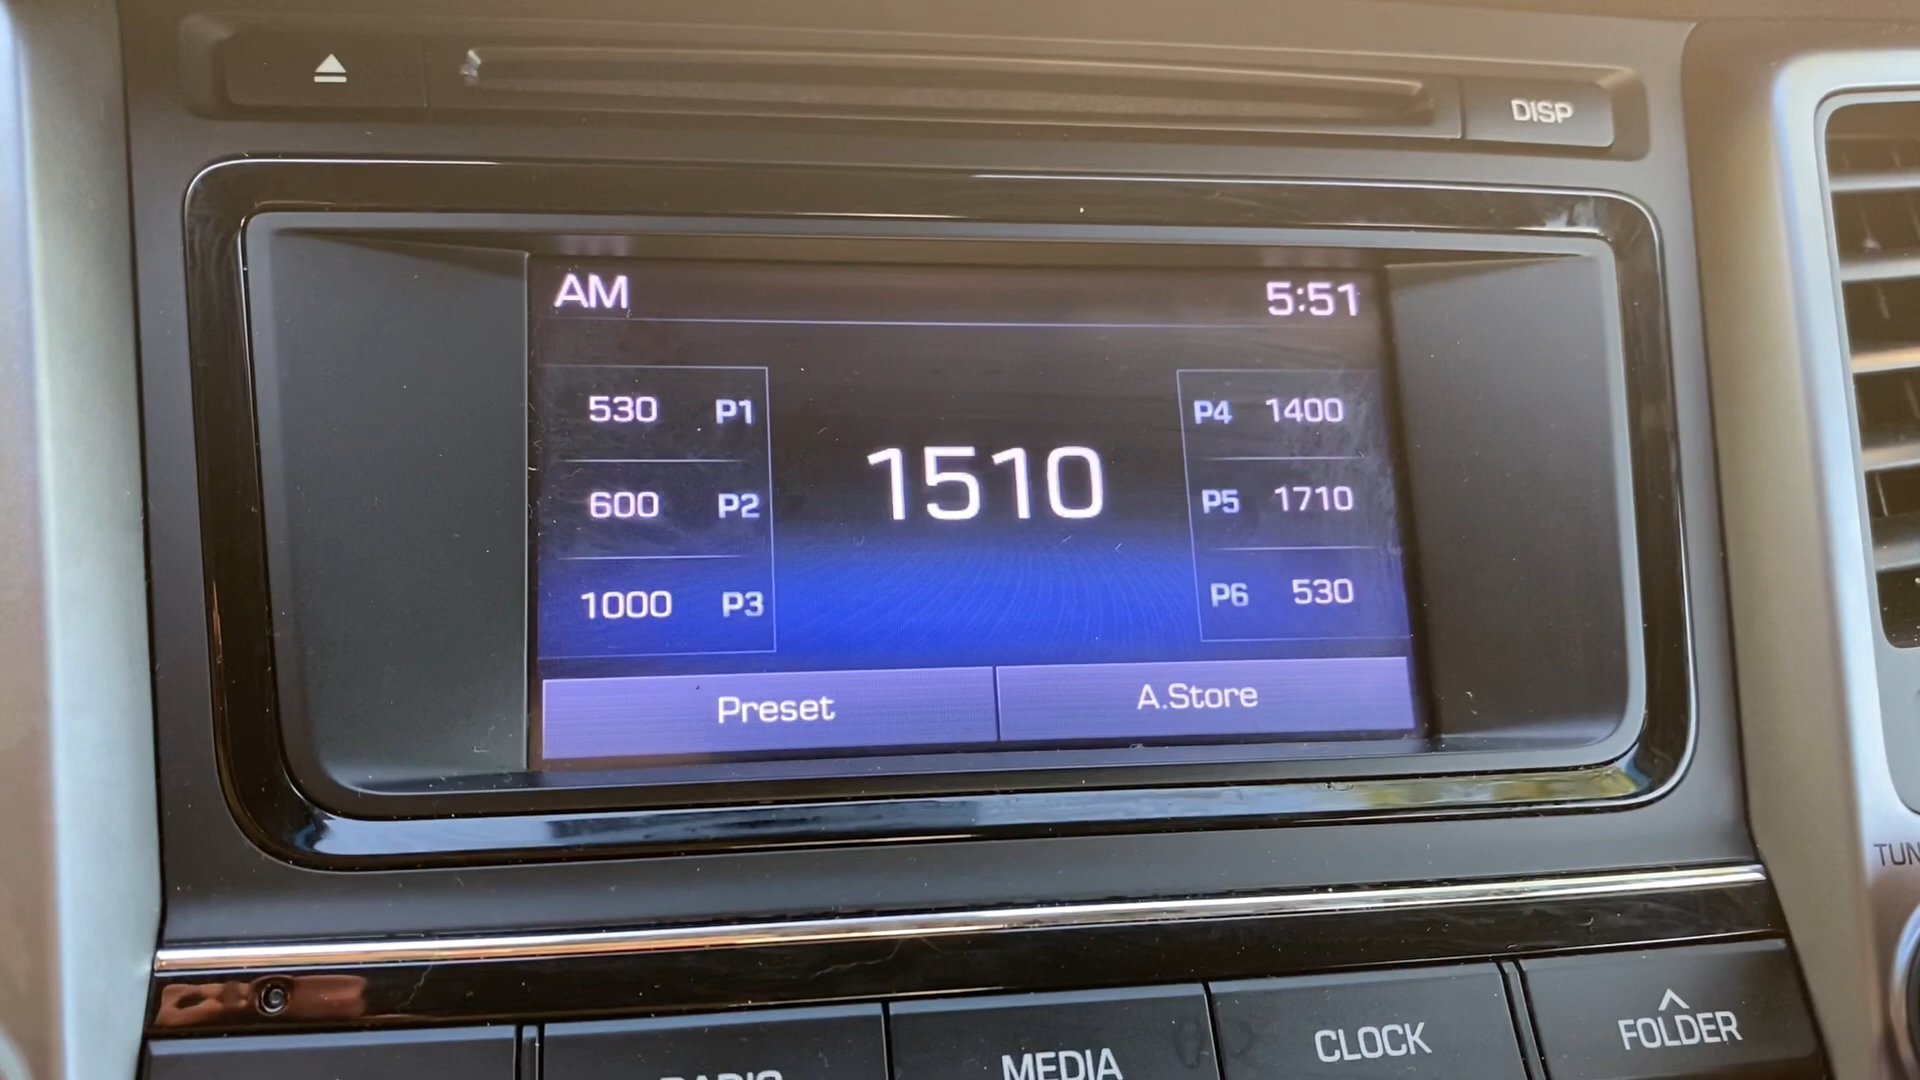 DISP
AM 5:51
530 P1
600 P2
1000 P3
1510
P4 1400
P5 1710
P6 530
Preset A.Store
TUN
RADIO MEDIA CLOCK FOLDER